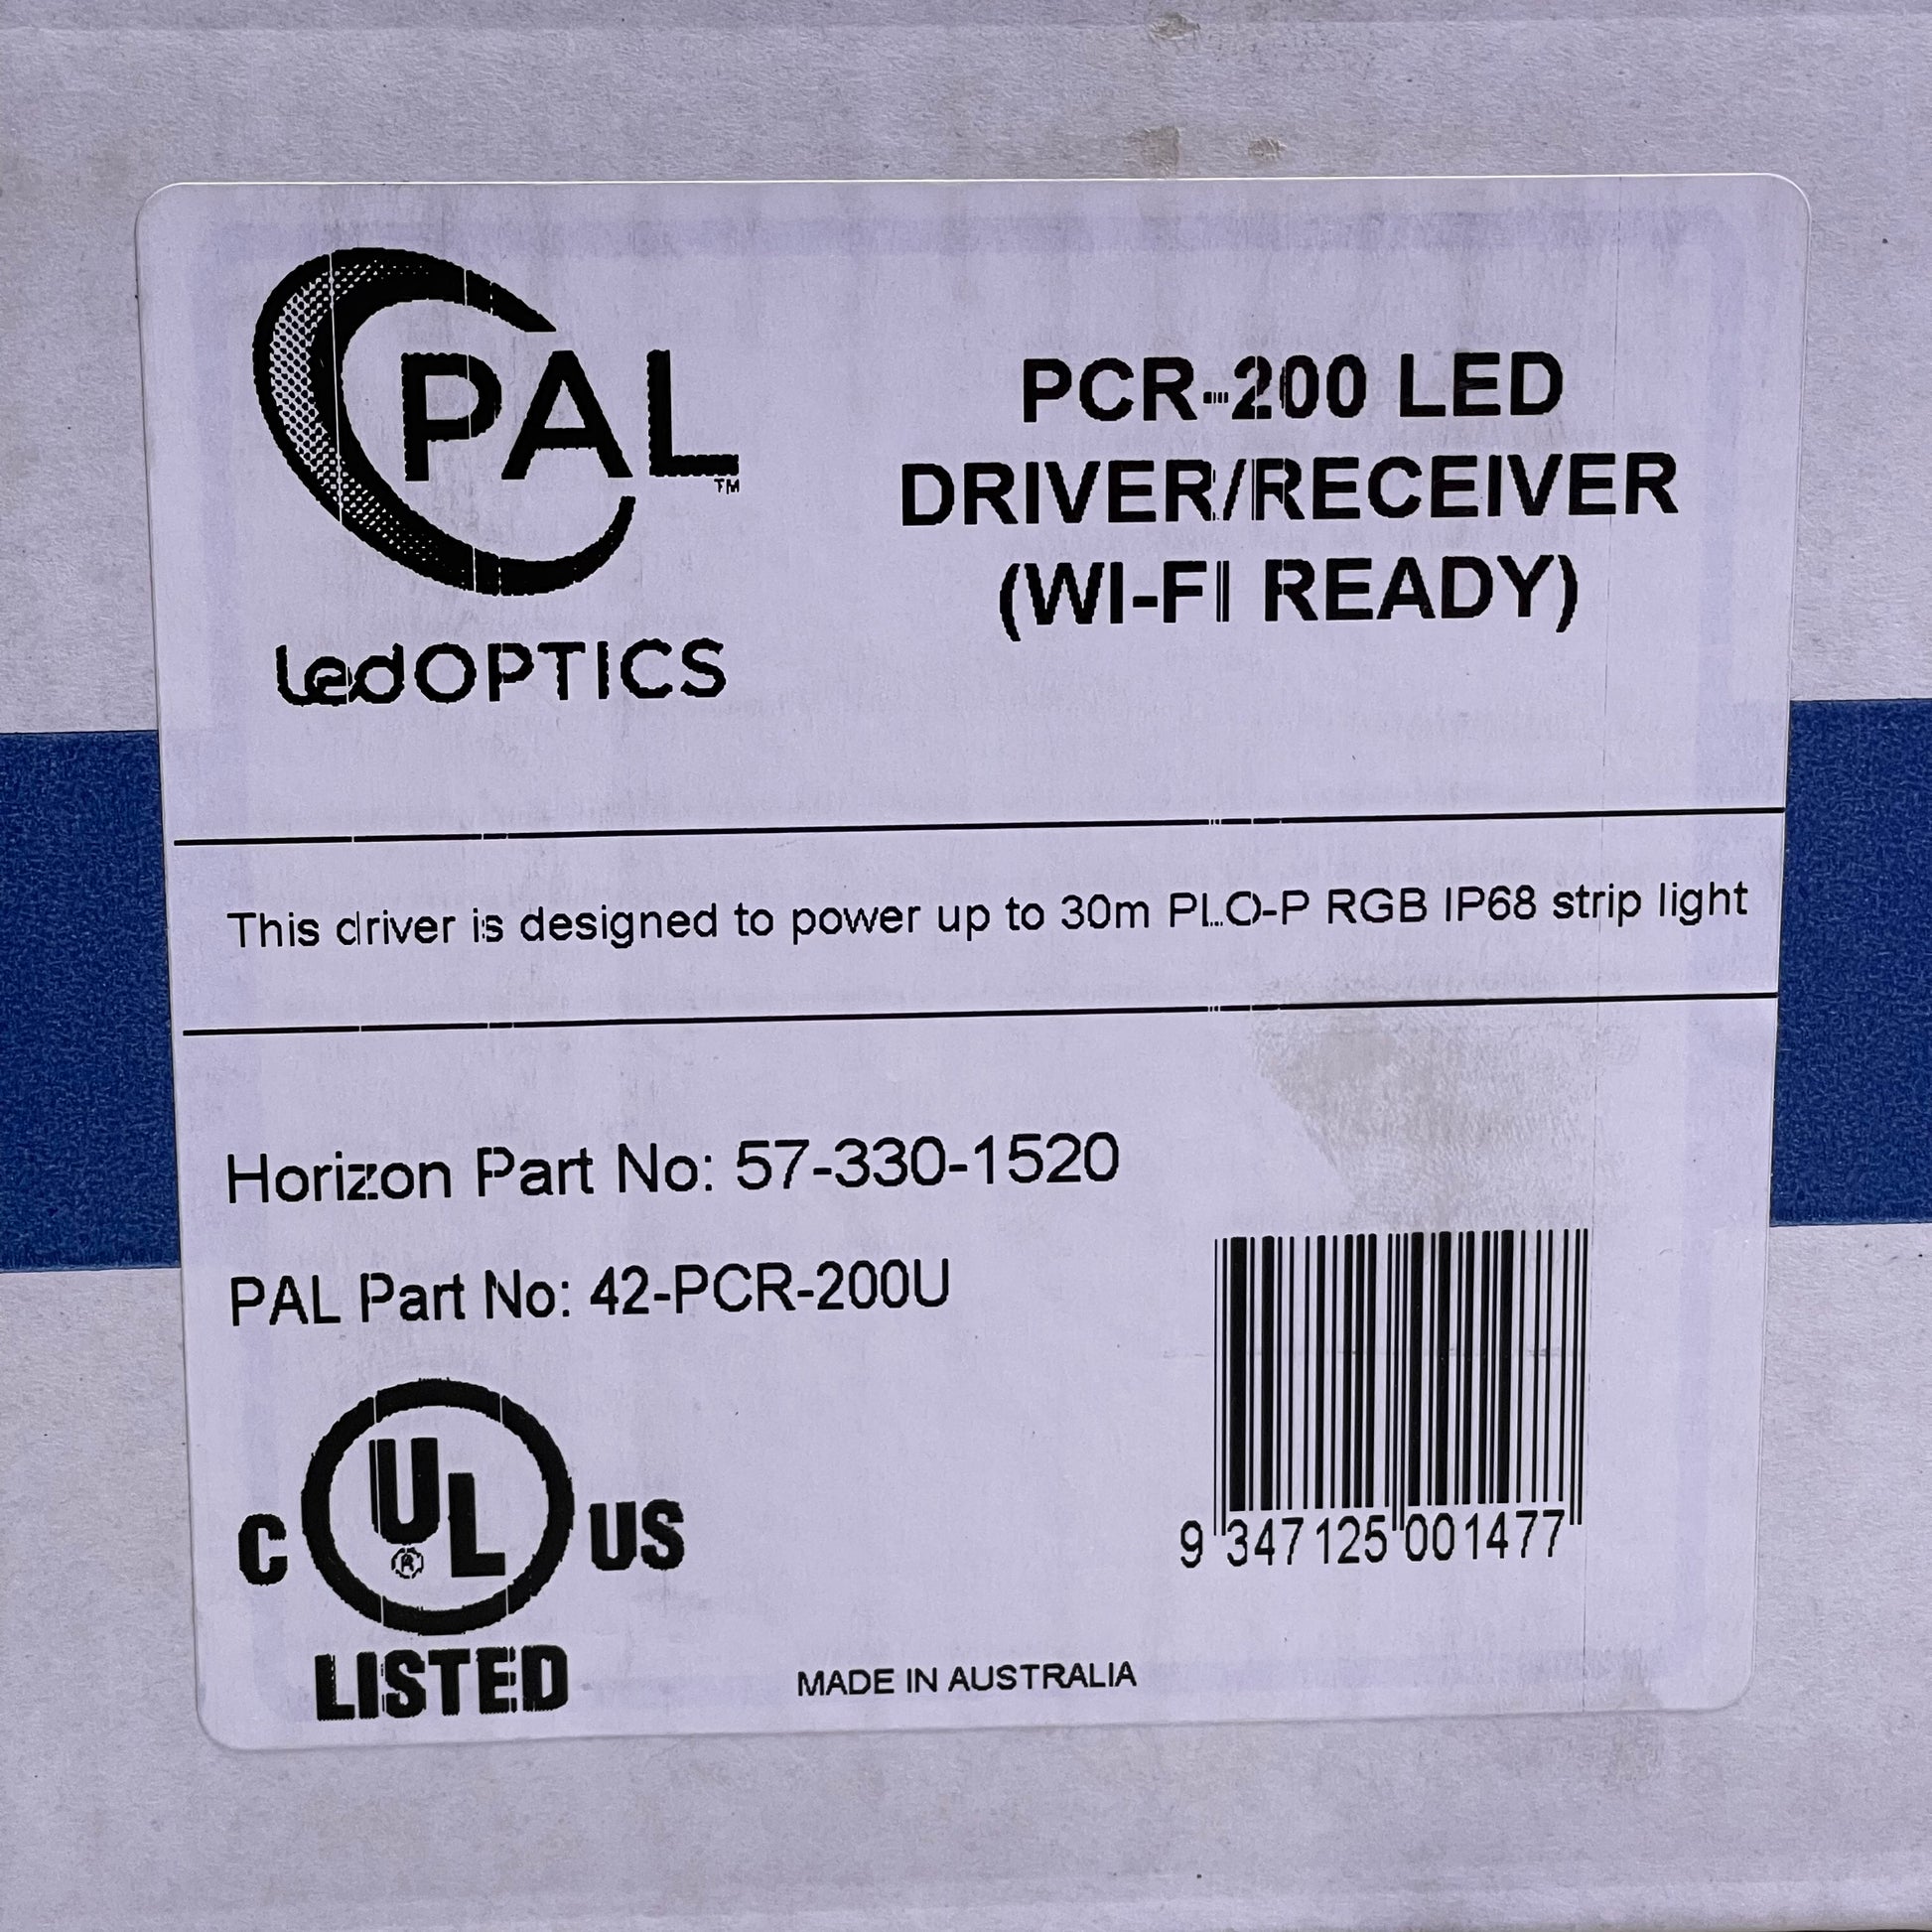 PAL
TM
ledOPTICS
PCR-200 LED
DRIVER/RECEIVER
(WI-FI READY)
This driver is designed to power up to 30m PLO-P RGB IP68 strip light
Horizon Part No: 57-330-1520
PAL Part No: 42-PCR-200U
C UL ® US
LISTED
9 347125 001477
MADE IN AUSTRALIA